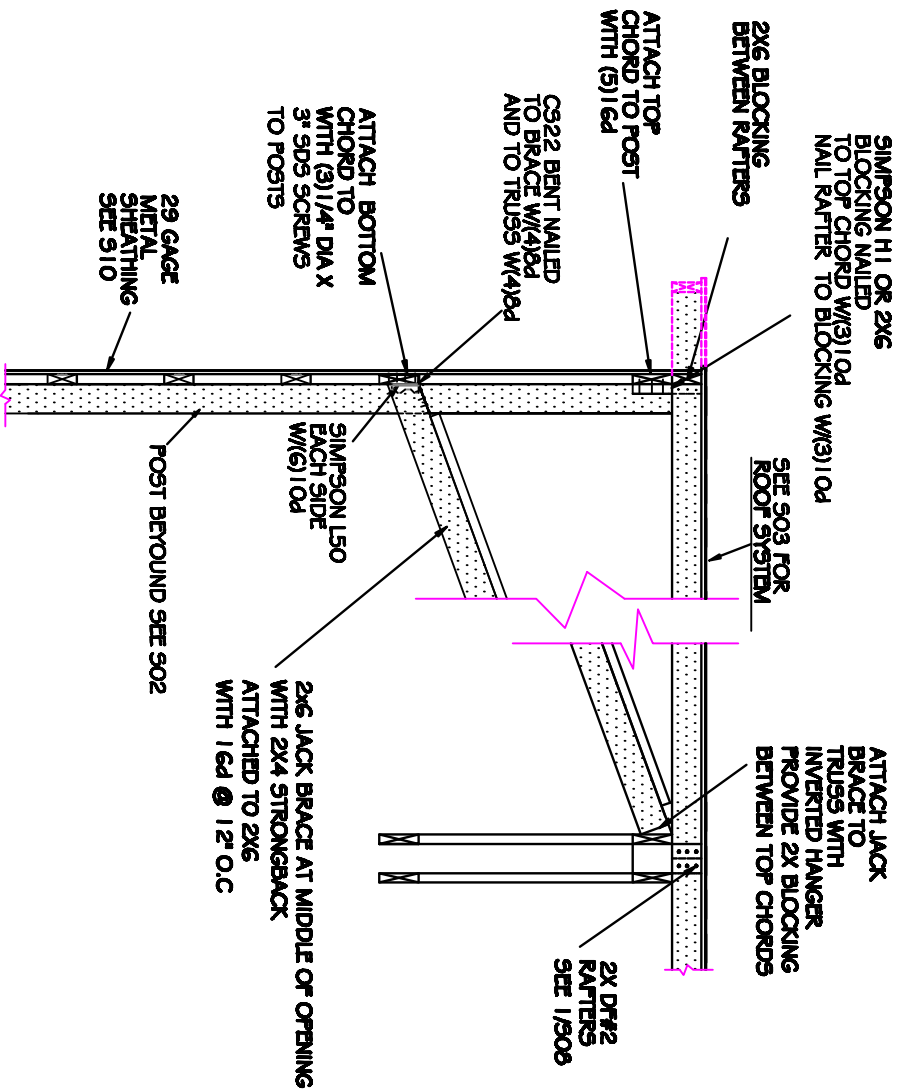 SIMPSON H1 OR 2X6
BLOCKING NAILED
TO TOP CHORD W/(3)10d
NAIL RAFTER TO BLOCKING W/(3)10d
2X6 BLOCKING
BETWEEN RAFTERS
ATTACH TOP
CHORD TO POST
WITH (5)16d
CS22 BENT NAILED
TO BRACE W/(4)8d
AND TO TRUSS W/(4)8d
ATTACH BOTTOM
CHORD TO
WITH (3)1/4" DIA X
3" SDS SCREWS
TO POSTS
29 GAGE
METAL
SHEATHING
SEE S10
SEE S03 FOR
ROOF SYSTEM
SIMPSON L50
EACH SIDE
W/(6)10d
POST BEYOUND SEE S02
ATTACH JACK
BRACE TO
TRUSS WITH
INVERTED HANGER
PROVIDE 2X BLOCKING
BETWEEN TOP CHORDS
2X DF#2
RAFTERS
SEE 1/S08
2x6 JACK BRACE AT MIDDLE OF OPENING
WITH 2X4 STRONGBACK
ATTACHED TO 2X6
WITH 16d @ 12" O.C